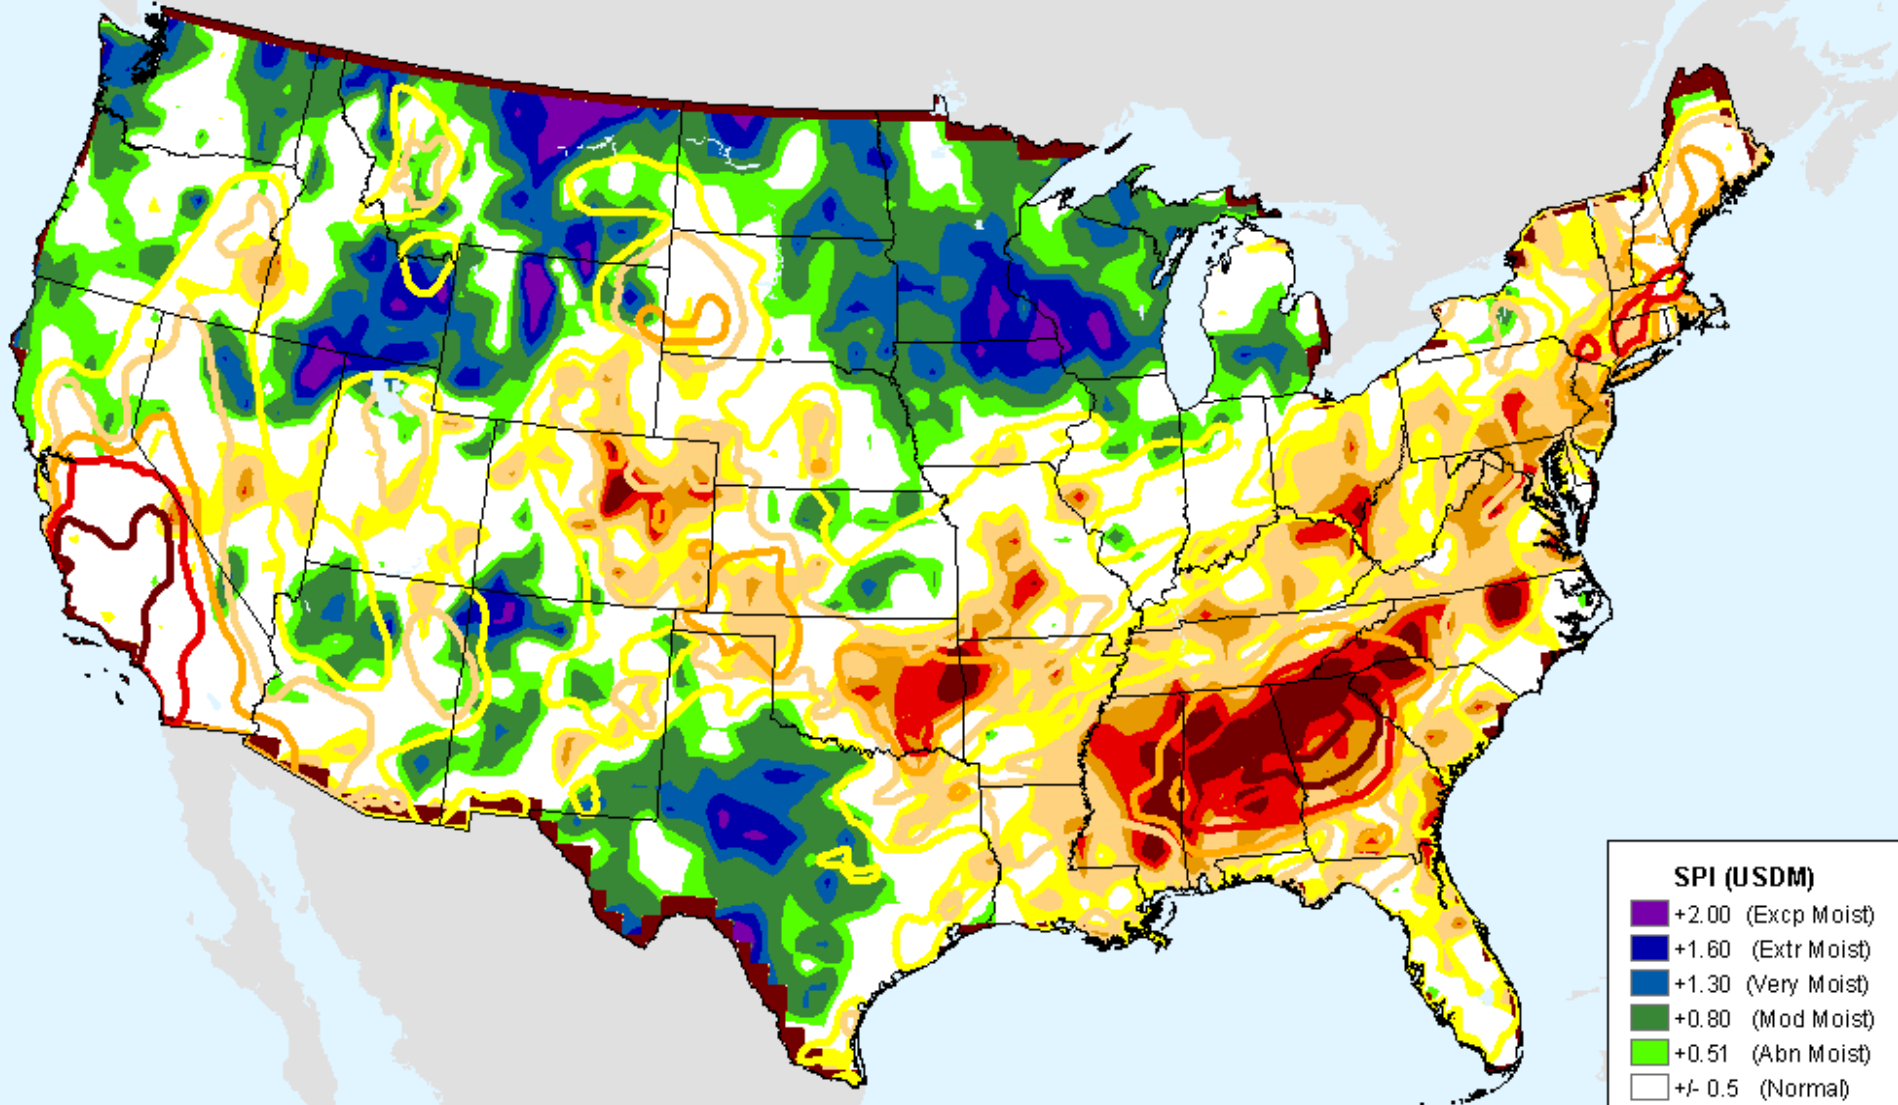 SPI (USDM)
+2.00 (Excp Moist)
+1.60 (Extr Moist)
+1.30 (Very Moist)
+0.80 (Mod Moist)
+0.51 (Abn Moist)
+/- 0.5 (Normal)